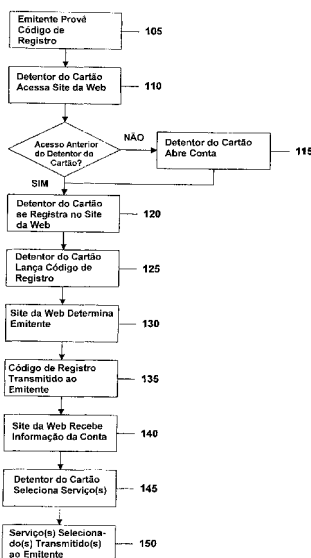 Emitente Provê
Código de
Registro
105
Detentor do Cartão
Acessa Site da Web
110
Acesso Anterior
do Detentor do
Cartão?
NÃO
Detentor do Cartão
Abre Conta
115
SIM
Detentor do Cartão
se Registra no Site
da Web
120
Detentor do Cartão
Lança Código de
Registro
125
Site da Web Determina
Emitente
130
Código de Registro
Transmitido ao
Emitente
135
Site da Web Recebe
Informação da Conta
140
Detentor do Cartão
Seleciona Serviço(s)
145
Serviço(s) Seleciona-
do(s) Transmitido(s)
ao Emitente
150